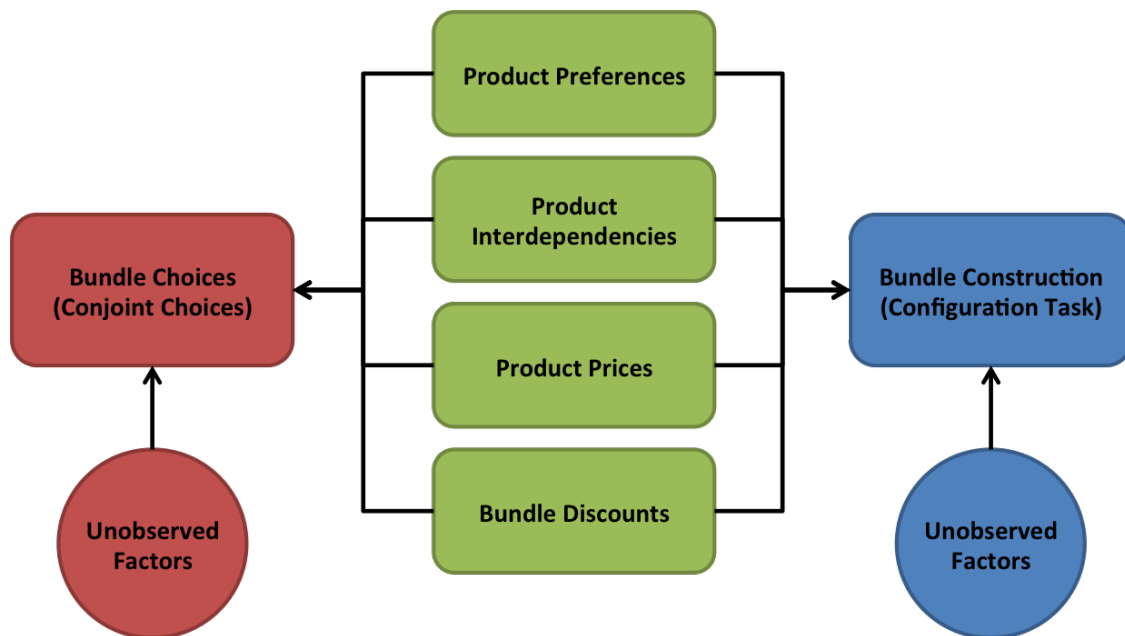 Product Preferences
Product
Interdependencies
Bundle Choices
(Conjoint Choices)
Bundle Construction
(Configuration Task)
Product Prices
Bundle Discounts
Unobserved
Factors
Unobserved
Factors